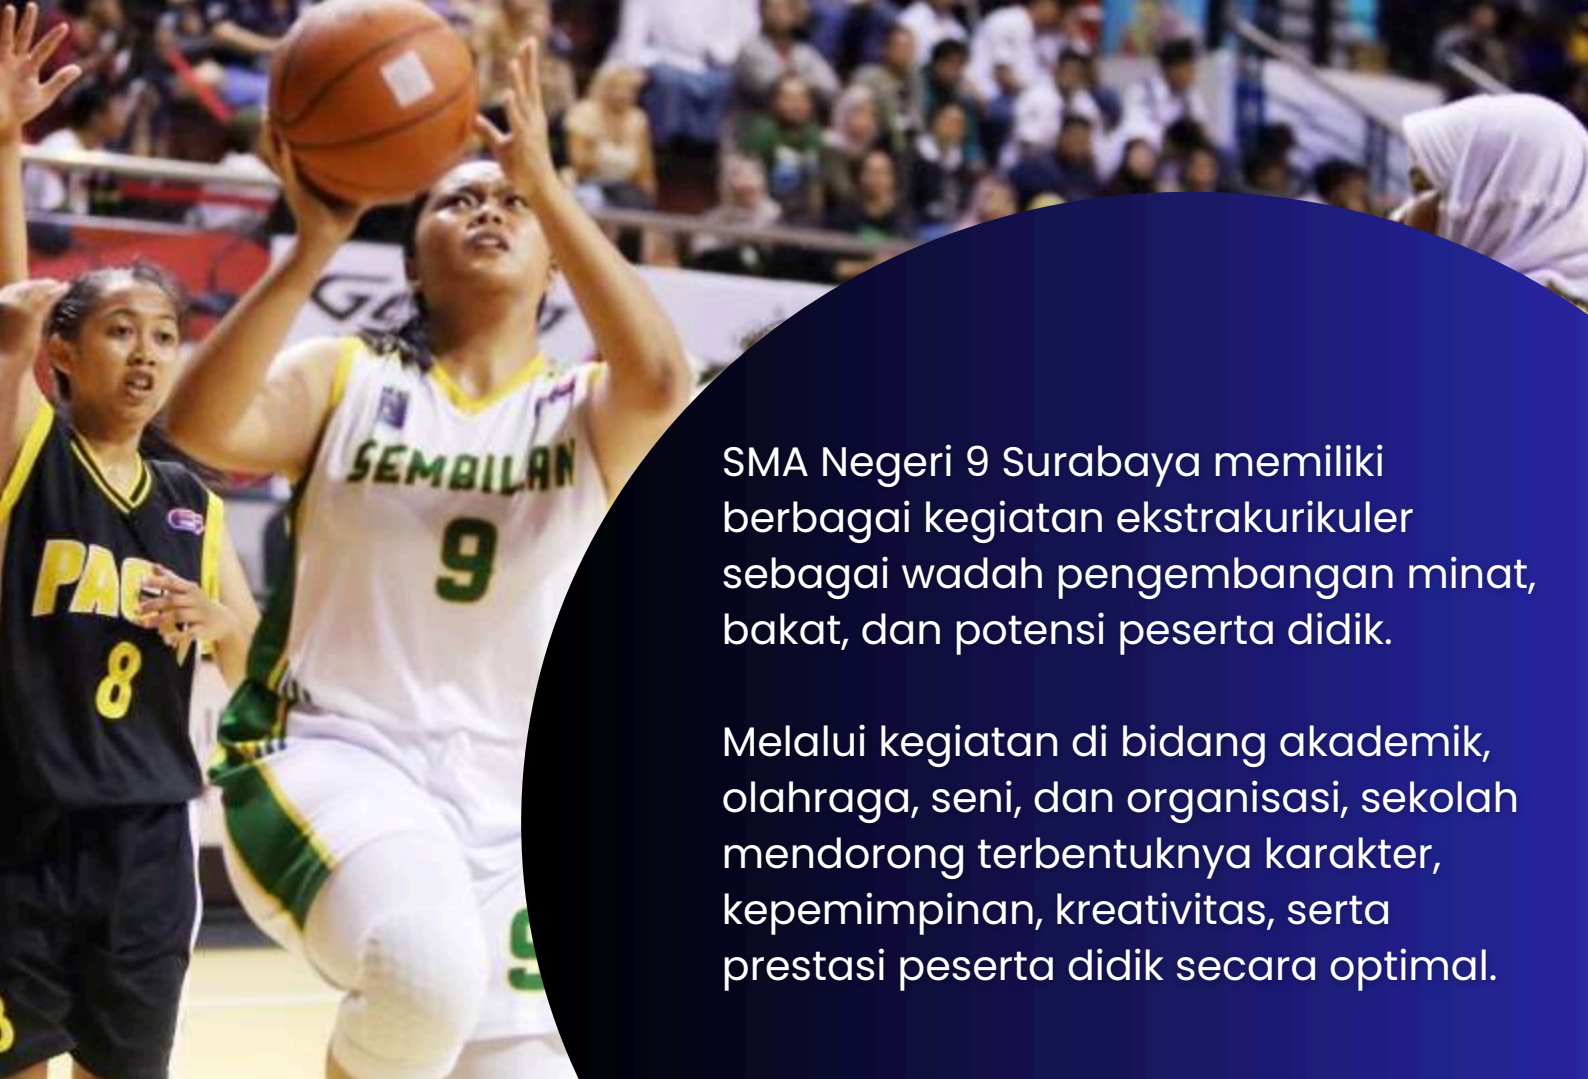 SEMBILAN
9
8
SMA Negeri 9 Surabaya memiliki
berbagai kegiatan ekstrakurikuler
sebagai wadah pengembangan minat,
bakat, dan potensi peserta didik.
Melalui kegiatan di bidang akademik,
olahraga, seni, dan organisasi, sekolah
mendorong terbentuknya karakter,
kepemimpinan, kreativitas, serta
prestasi peserta didik secara optimal.